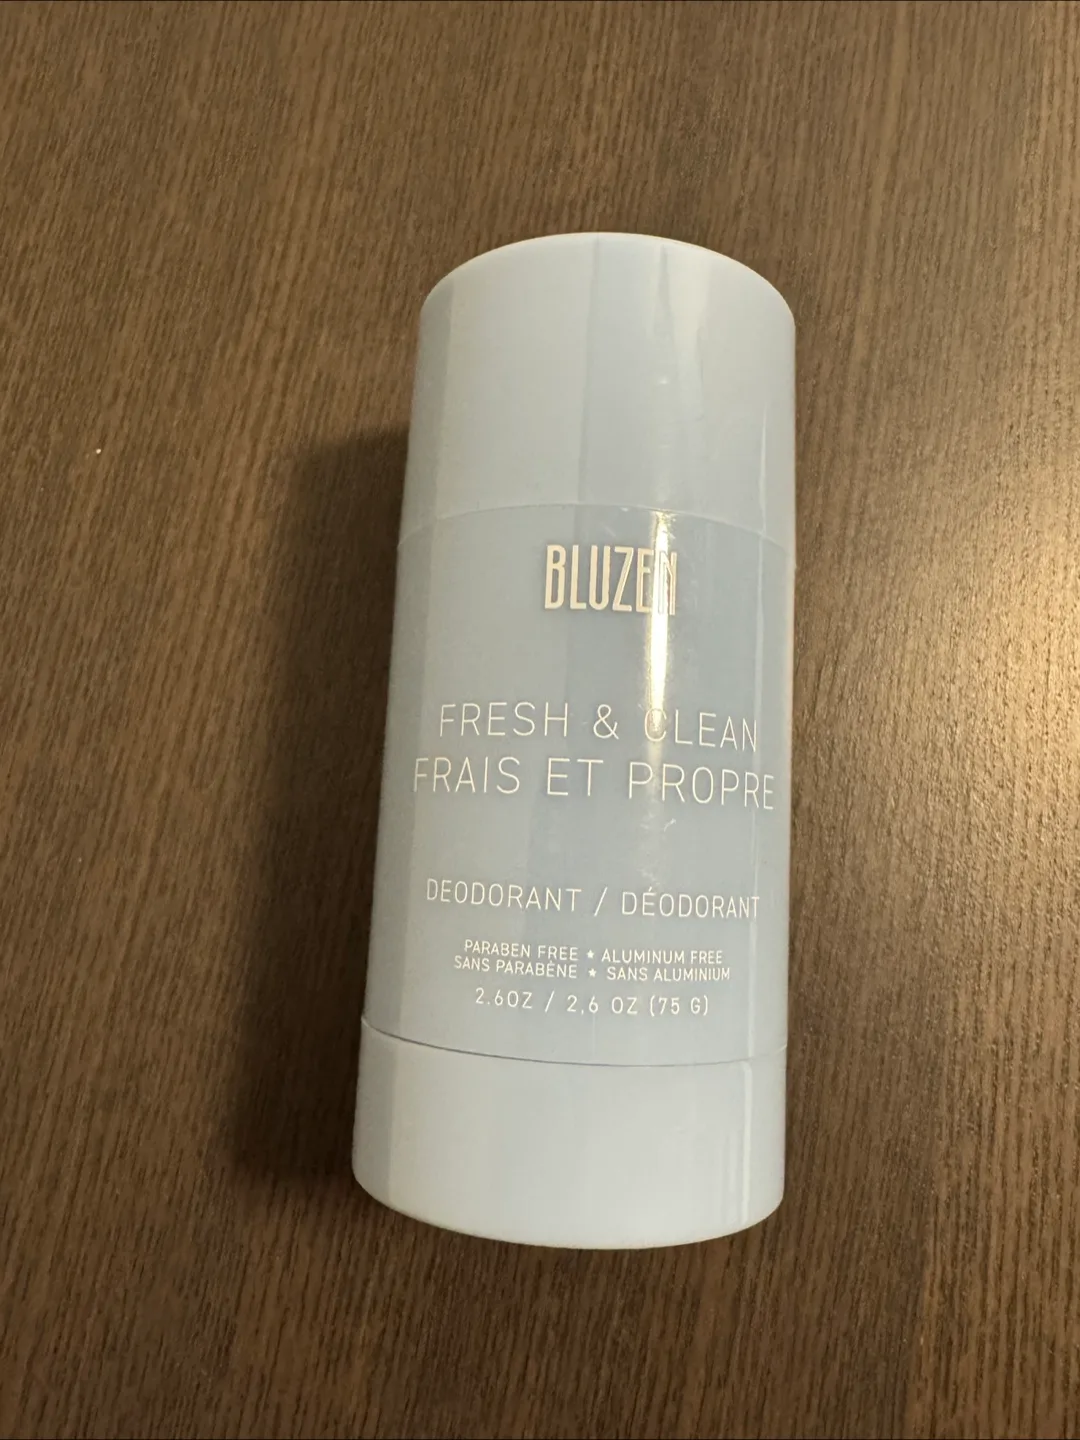 BLUZEN
FRESH & CLEAN
FRAIS ET PROPRE
DEODORANT / DÉODORANT
PARABEN FREE ★ ALUMINUM FREE
SANS PARABÈNE ★ SANS ALUMINIUM
2.6OZ / 2,6 OZ (75 G)